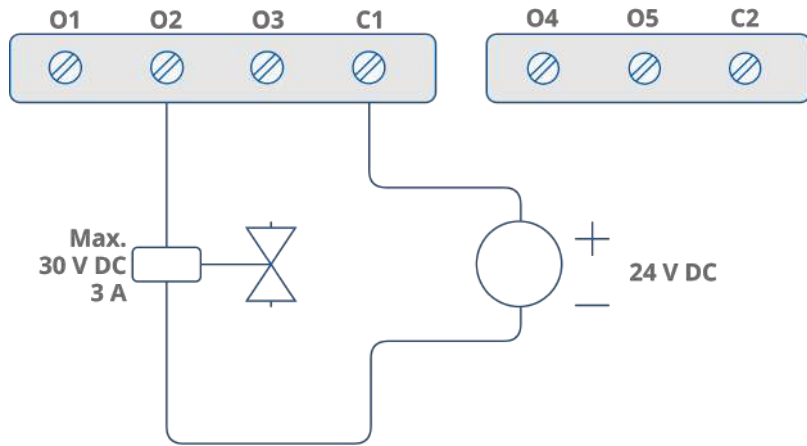 O1 O2 O3 C1 O4 O5 C2
Max.
30 V DC
3 A
+
24 V DC
−